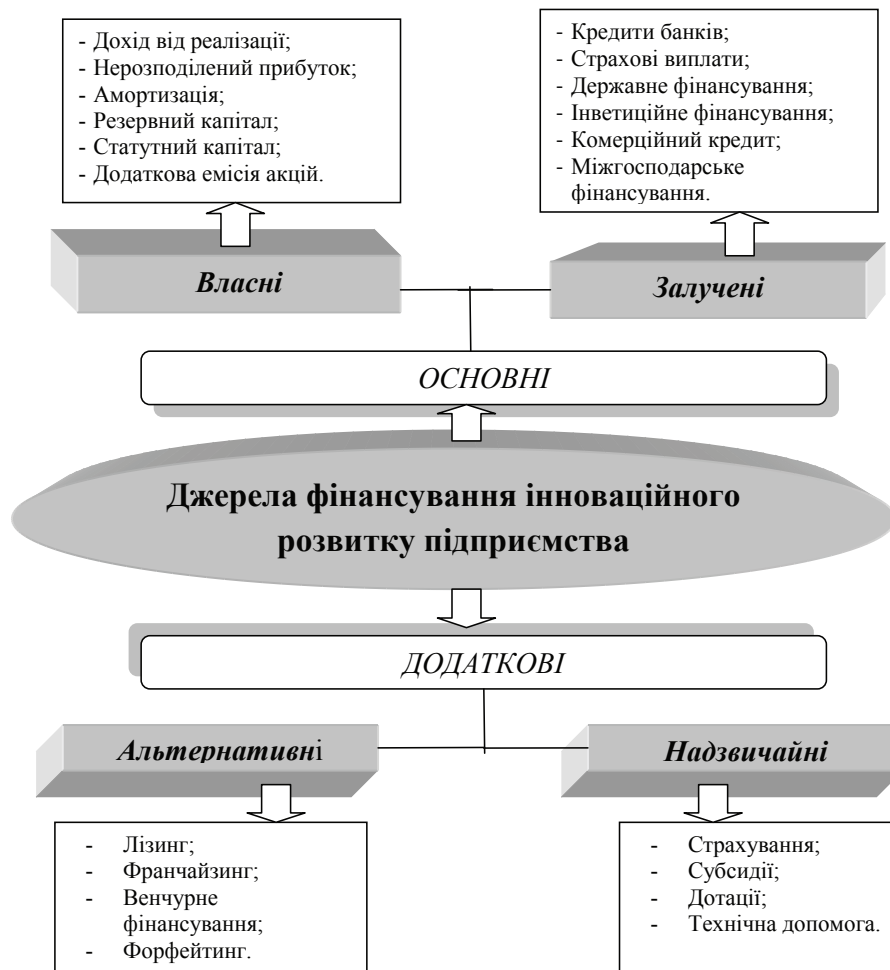 - Дохід від реалізації;
- Нерозподілений прибуток;
- Амортизація;
- Резервний капітал;
- Статутний капітал;
- Додаткова емісія акцій.
- Кредити банків;
- Страхові виплати;
- Державне фінансування;
- Інветиційне фінансування;
- Комерційний кредит;
- Міжгосподарське
фінансування.
Власні
Залучені
ОСНОВНІ
Джерела фінансування інноваційного
розвитку підприємства
ДОДАТКОВІ
Альтернативні
Надзвичайні
- Лізинг;
- Франчайзинг;
- Венчурне
фінансування;
- Форфейтинг.
- Страхування;
- Субсидії;
- Дотації;
- Технічна допомога.